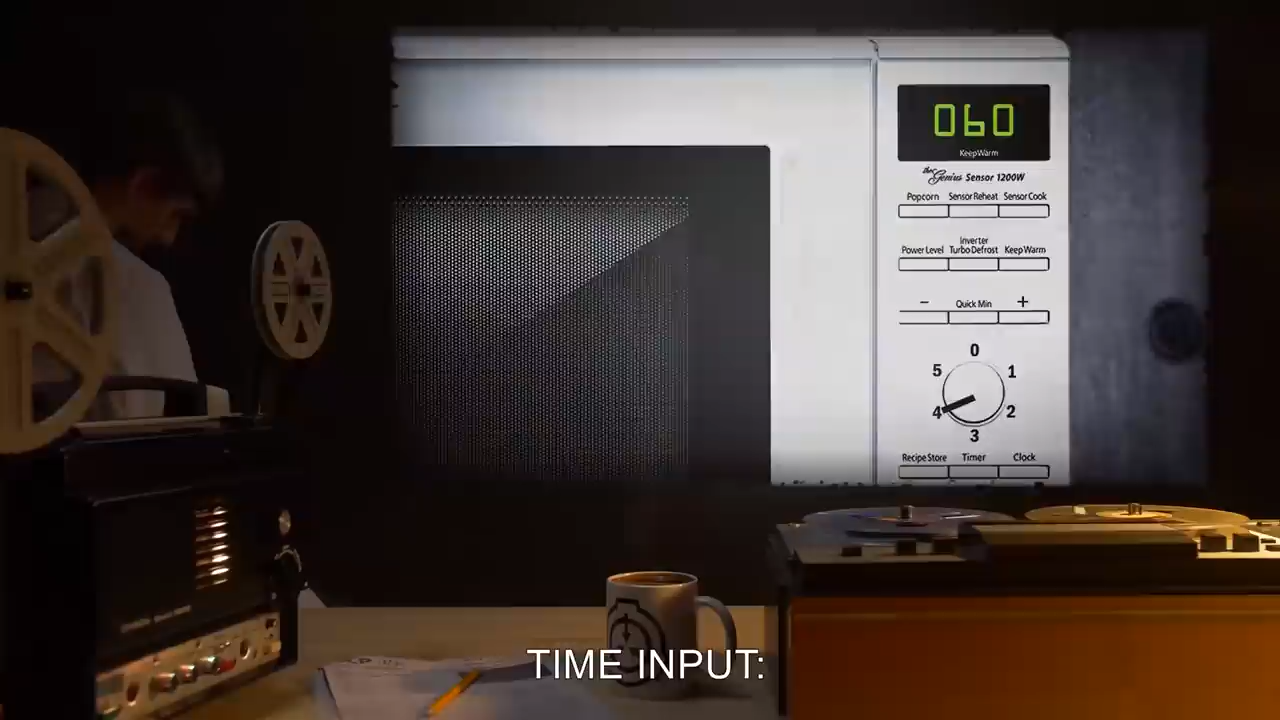 060
KeepWarm
the Genius Sensor 1200W
Popcorn Sensor Reheat Sensor Cook
Power Level Inverter Turbo Defrost Keep Warm
- Quick Min +
0
5 1
4 2
3
Recipe Store Timer Clock
TIME INPUT: